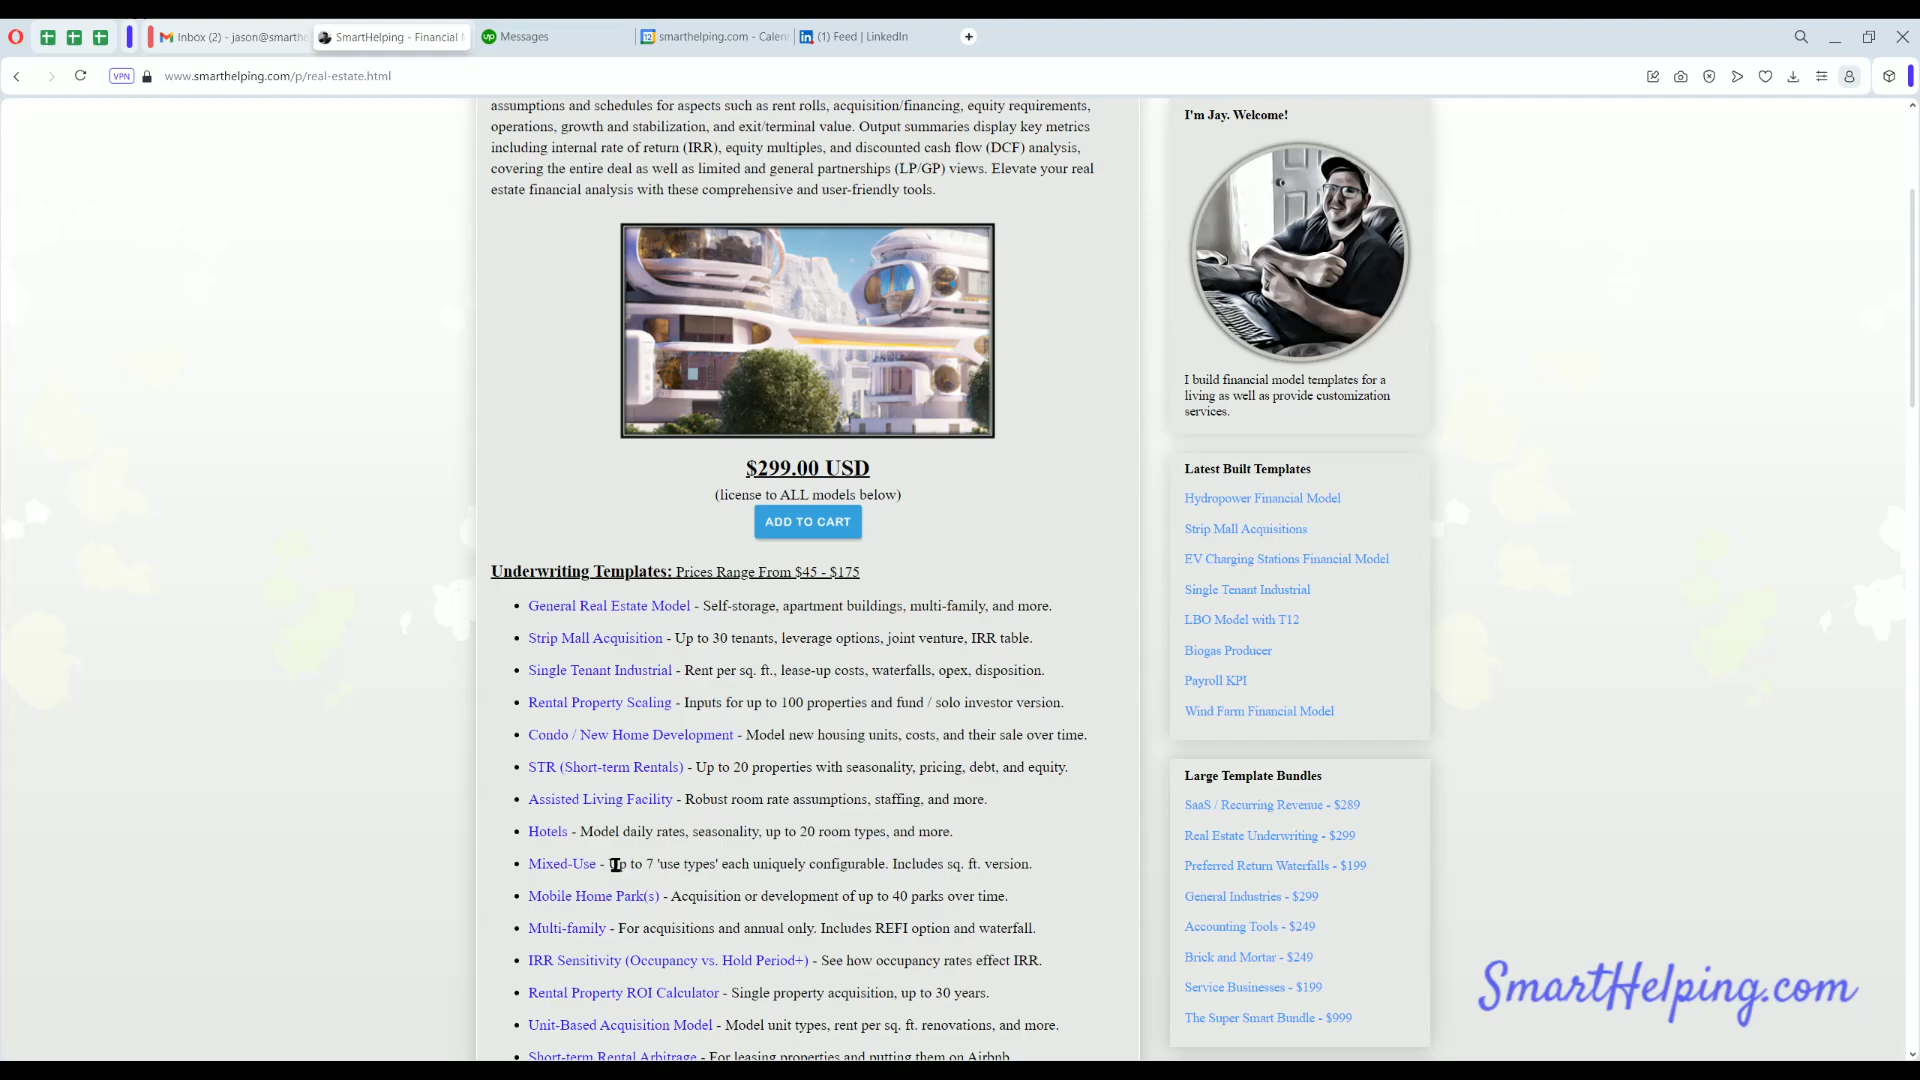 Inbox (2) - jason@smarthe
SmartHelping - Financial M
Messages
smarthelping.com - Calen
(1) Feed | LinkedIn
VPN
www.smarthelping.com/p/real-estate.html
assumptions and schedules for aspects such as rent rolls, acquisition/financing, equity requirements,
operations, growth and stabilization, and exit/terminal value. Output summaries display key metrics
including internal rate of return (IRR), equity multiples, and discounted cash flow (DCF) analysis,
covering the entire deal as well as limited and general partnerships (LP/GP) views. Elevate your real
estate financial analysis with these comprehensive and user-friendly tools.
$299.00 USD
(license to ALL models below)
ADD TO CART
Underwriting Templates: Prices Range From $45 - $175
• General Real Estate Model - Self-storage, apartment buildings, multi-family, and more.
• Strip Mall Acquisition - Up to 30 tenants, leverage options, joint venture, IRR table.
• Single Tenant Industrial - Rent per sq. ft., lease-up costs, waterfalls, opex, disposition.
• Rental Property Scaling - Inputs for up to 100 properties and fund / solo investor version.
• Condo / New Home Development - Model new housing units, costs, and their sale over time.
• STR (Short-term Rentals) - Up to 20 properties with seasonality, pricing, debt, and equity.
• Assisted Living Facility - Robust room rate assumptions, staffing, and more.
• Hotels - Model daily rates, seasonality, up to 20 room types, and more.
• Mixed-Use - Up to 7 'use types' each uniquely configurable. Includes sq. ft. version.
• Mobile Home Park(s) - Acquisition or development of up to 40 parks over time.
• Multi-family - For acquisitions and annual only. Includes REFI option and waterfall.
• IRR Sensitivity (Occupancy vs. Hold Period+) - See how occupancy rates effect IRR.
• Rental Property ROI Calculator - Single property acquisition, up to 30 years.
• Unit-Based Acquisition Model - Model unit types, rent per sq. ft. renovations, and more.
Short-term Rental Arbitrage - For leasing properties and putting them on Airbnb
I'm Jay. Welcome!
I build financial model templates for a
living as well as provide customization
services.
Latest Built Templates
Hydropower Financial Model
Strip Mall Acquisitions
EV Charging Stations Financial Model
Single Tenant Industrial
LBO Model with T12
Biogas Producer
Payroll KPI
Wind Farm Financial Model
Large Template Bundles
SaaS / Recurring Revenue - $289
Real Estate Underwriting - $299
Preferred Return Waterfalls - $199
General Industries - $299
Accounting Tools - $249
Brick and Mortar - $249
Service Businesses - $199
The Super Smart Bundle - $999
SmartHelping.com